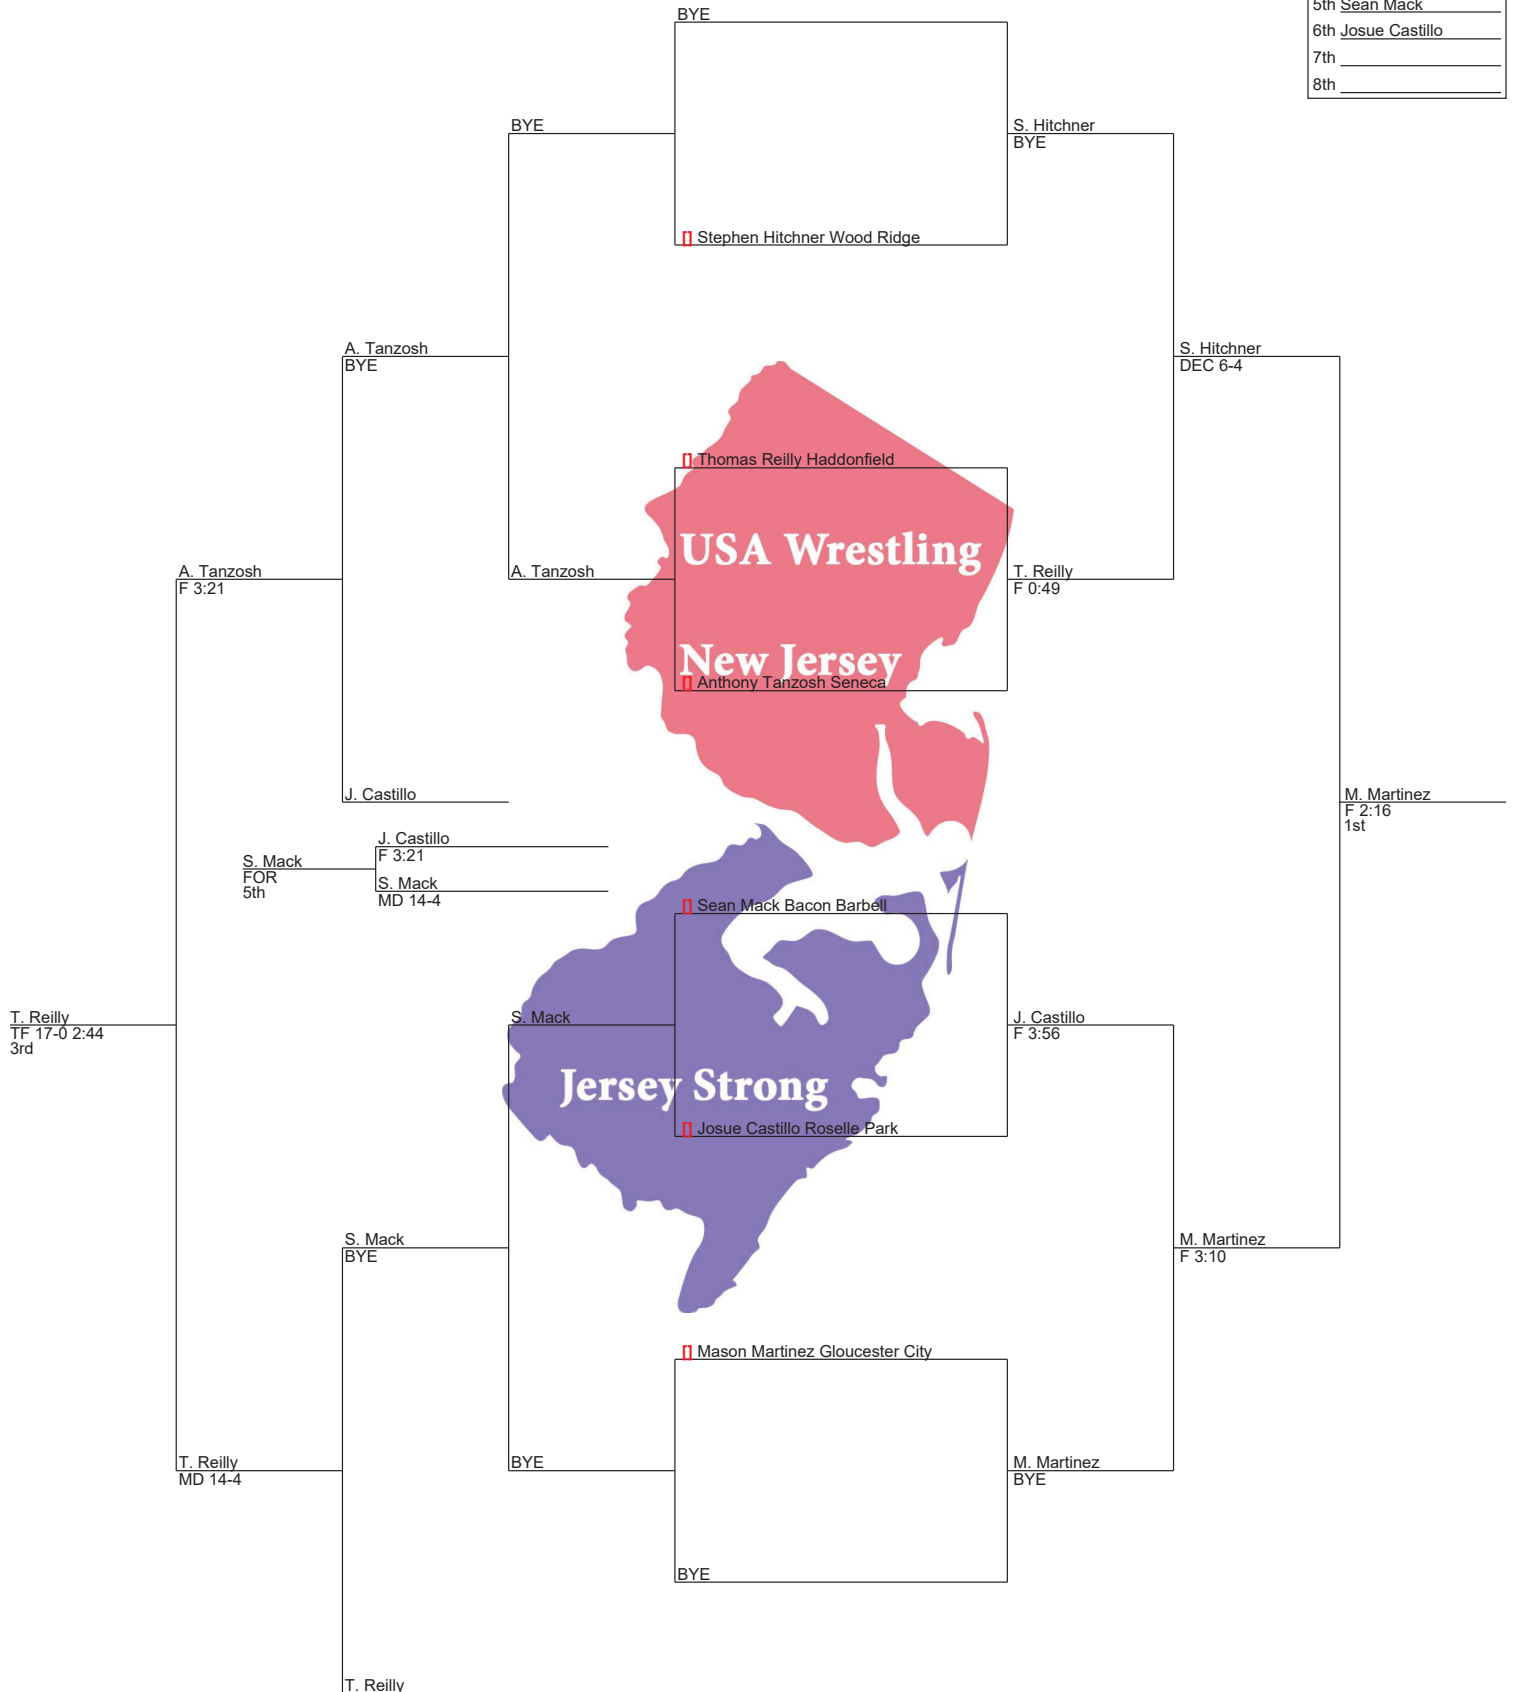 BYE
5th Sean Mack
6th Josue Castillo
7th
8th
BYE
S. Hitchner
BYE
[] Stephen Hitchner Wood Ridge
A. Tanzosh
BYE
S. Hitchner
DEC 6-4
[] Thomas Reilly Haddonfield
USA Wrestling
A. Tanzosh
F 3:21
A. Tanzosh
T. Reilly
F 0:49
New Jersey
[] Anthony Tanzosh Seneca
J. Castillo
M. Martinez
F 2:16
1st
J. Castillo
F 3:21
S. Mack
FOR
5th
S. Mack
MD 14-4
[] Sean Mack Bacon Barbell
T. Reilly
TF 17-0 2:44
3rd
S. Mack
J. Castillo
F 3:56
Jersey Strong
[] Josue Castillo Roselle Park
S. Mack
BYE
M. Martinez
F 3:10
[] Mason Martinez Gloucester City
T. Reilly
MD 14-4
BYE
M. Martinez
BYE
BYE
T. Reilly